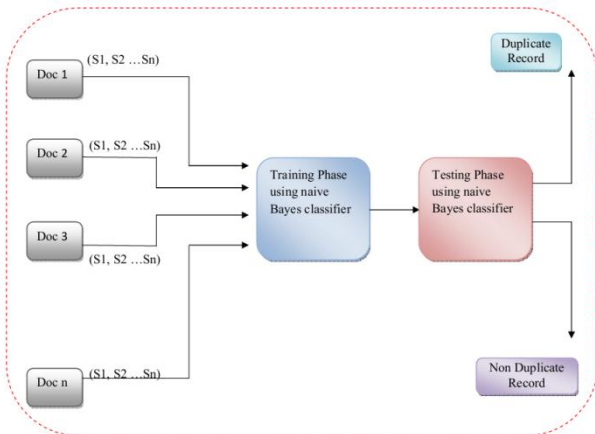 Doc 1
(S1, S2 …Sn)
Doc 2
(S1, S2 …Sn)
Doc 3
(S1, S2 …Sn)
Doc n
(S1, S2 …Sn)
Training Phase
using naive
Bayes classifier
Testing Phase
using naive
Bayes classifier
Duplicate
Record
Non Duplicate
Record